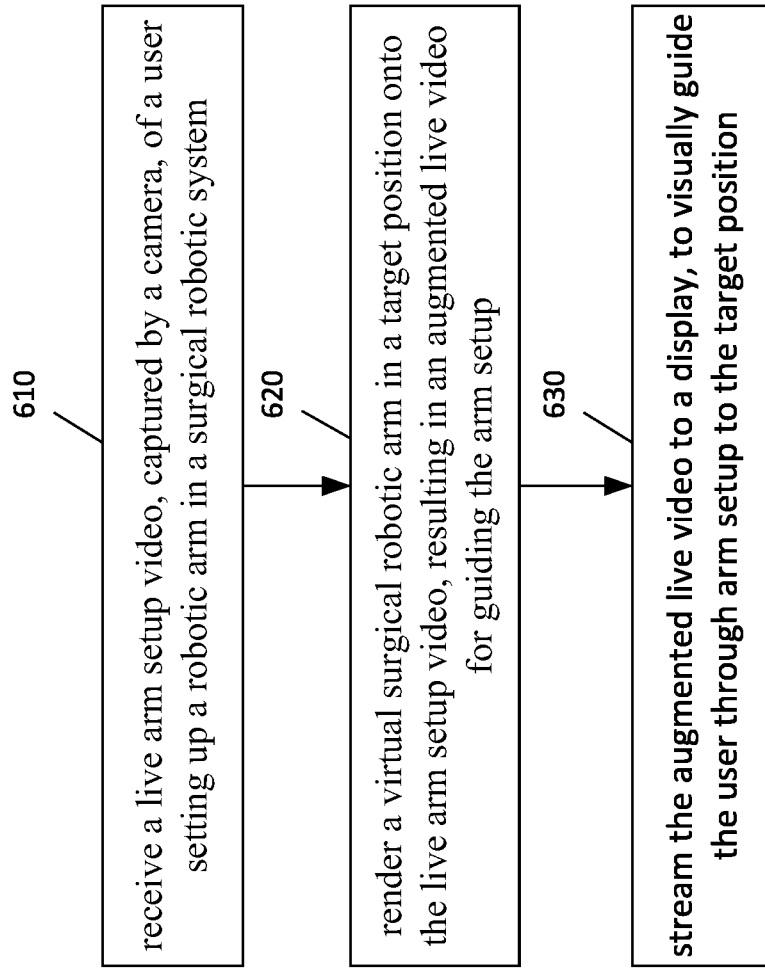 610
receive a live arm setup video, captured by a camera, of a user
setting up a robotic arm in a surgical robotic system
620
render a virtual surgical robotic arm in a target position onto
the live arm setup video, resulting in an augmented live video
for guiding the arm setup
630
stream the augmented live video to a display, to visually guide
the user through arm setup to the target position